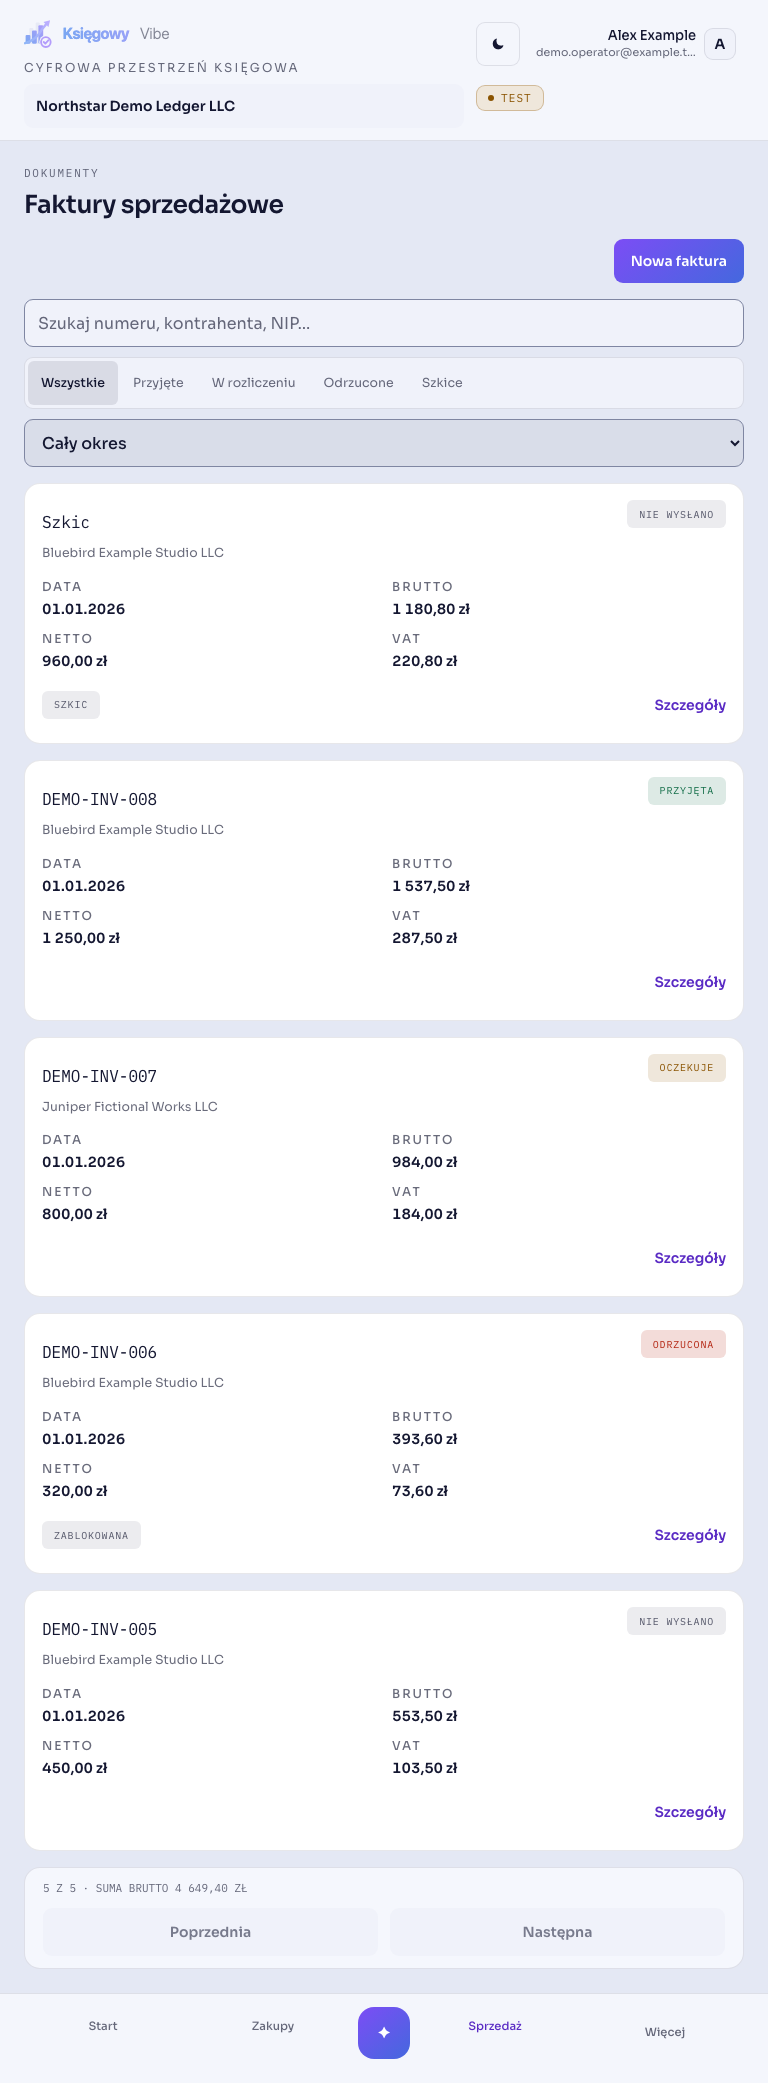 Księgowy Vibe
CYFROWA PRZESTRZEŃ KSIĘGOWA
Northstar Demo Ledger LLC
Alex Example
demo.operator@example.t...
A
TEST
DOKUMENTY
Faktury sprzedażowe
Nowa faktura
Szukaj numeru, kontrahenta, NIP...
Wszystkie Przyjęte W rozliczeniu Odrzucone Szkice
Cały okres
Szkic
NIE WYSŁANO
Bluebird Example Studio LLC
DATA BRUTTO
01.01.2026 1 180,80 zł
NETTO VAT
960,00 zł 220,80 zł
SZKIC Szczegóły
DEMO-INV-008
PRZYJĘTA
Bluebird Example Studio LLC
DATA BRUTTO
01.01.2026 1 537,50 zł
NETTO VAT
1 250,00 zł 287,50 zł
Szczegóły
DEMO-INV-007
OCZEKUJE
Juniper Fictional Works LLC
DATA BRUTTO
01.01.2026 984,00 zł
NETTO VAT
800,00 zł 184,00 zł
Szczegóły
DEMO-INV-006
ODRZUCONA
Bluebird Example Studio LLC
DATA BRUTTO
01.01.2026 393,60 zł
NETTO VAT
320,00 zł 73,60 zł
ZABLOKOWANA Szczegóły
DEMO-INV-005
NIE WYSŁANO
Bluebird Example Studio LLC
DATA BRUTTO
01.01.2026 553,50 zł
NETTO VAT
450,00 zł 103,50 zł
Szczegóły
5 Z 5 · SUMA BRUTTO 4 649,40 ZŁ
Poprzednia Następna
Start Zakupy Sprzedaż Więcej